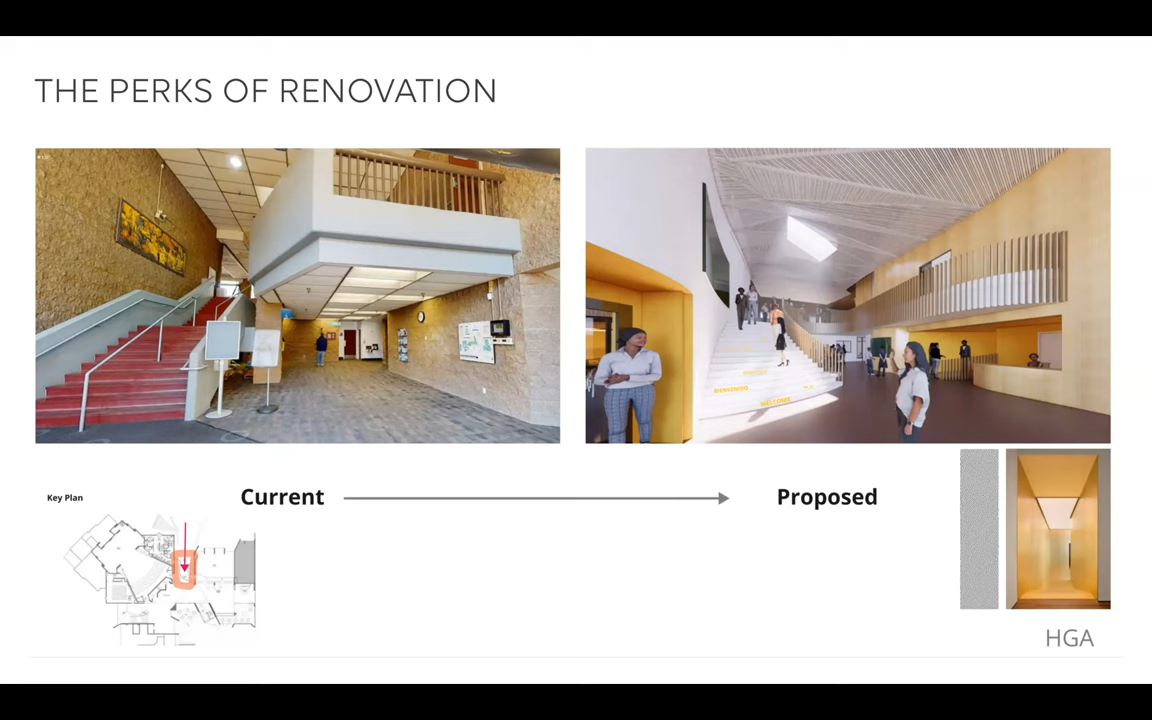 THE PERKS OF RENOVATION
BIENVENIDO
WELCOME
Key Plan
Current
Proposed
HGA